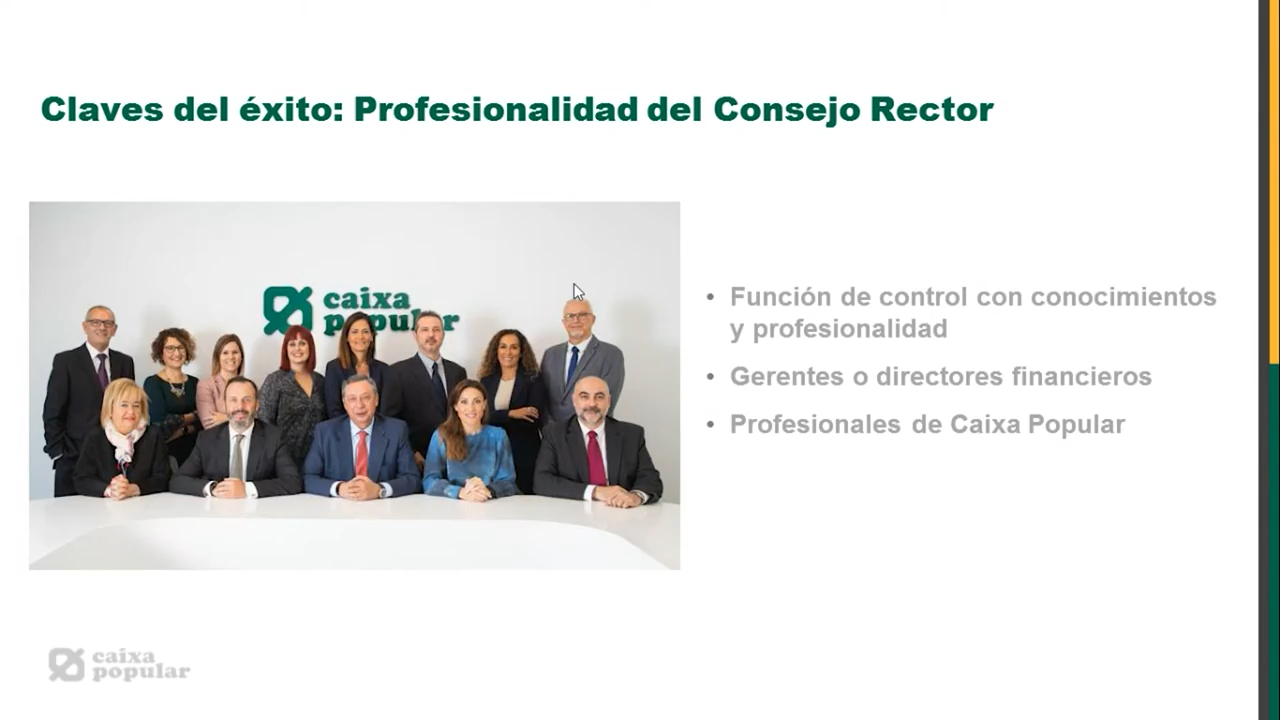 Claves del éxito: Profesionalidad del Consejo Rector
caixa
popular
• Función de control con conocimientos
y profesionalidad
• Gerentes o directores financieros
• Profesionales de Caixa Popular
caixa
popular